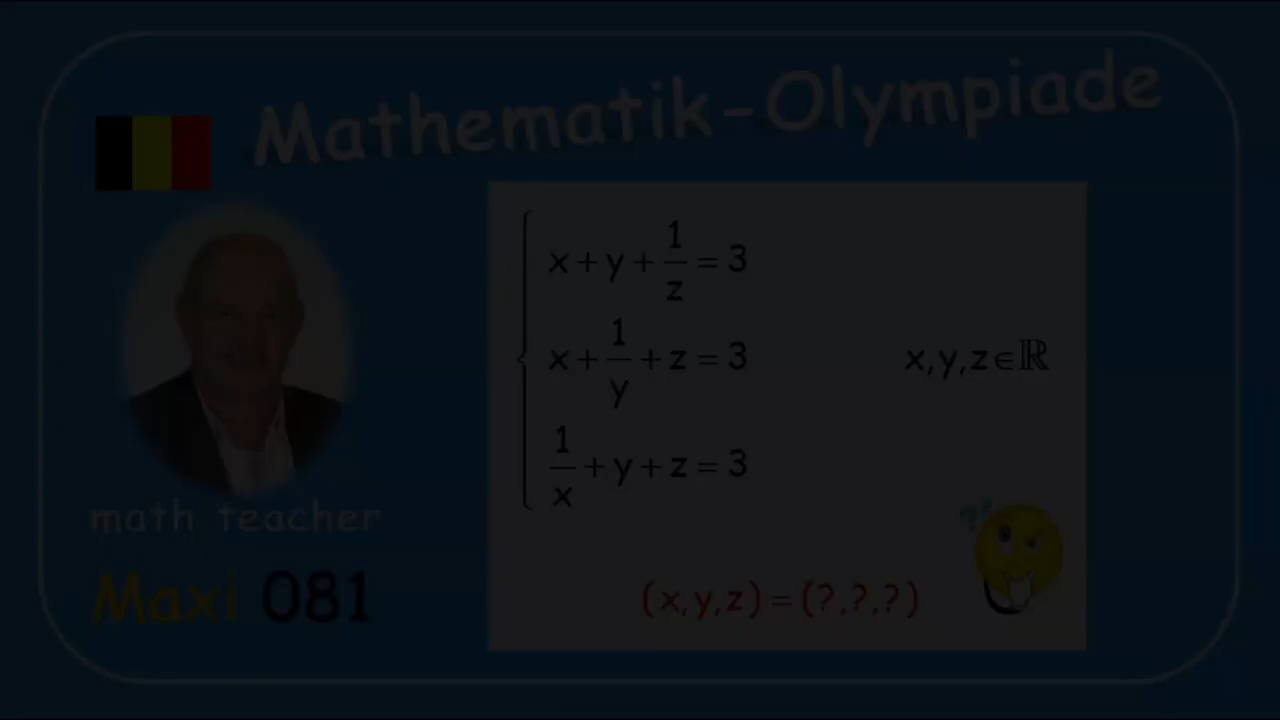 Mathematik-Olympiade
x + y + 1/z = 3
x + 1/y + z = 3
x,y,z∈ℝ
1/x + y + z = 3
math teacher
Maxi 081
??
(x,y,z) = (?,?,?)